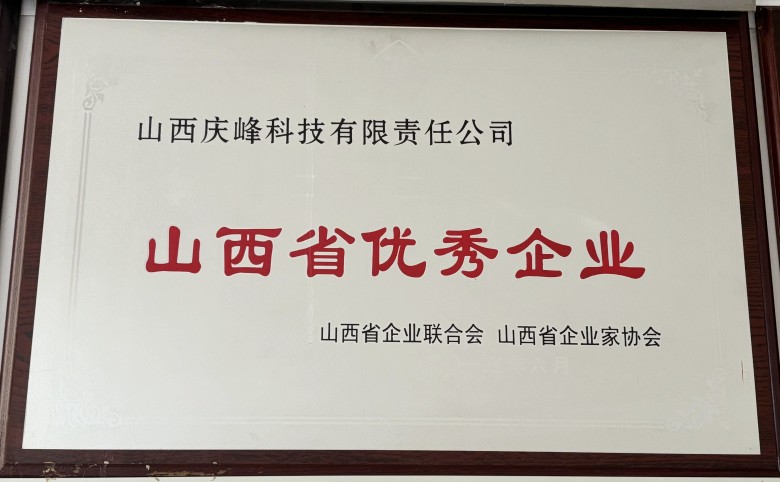 山西庆峰科技有限责任公司
山西省优秀企业
山西省企业联合会 山西省企业家协会